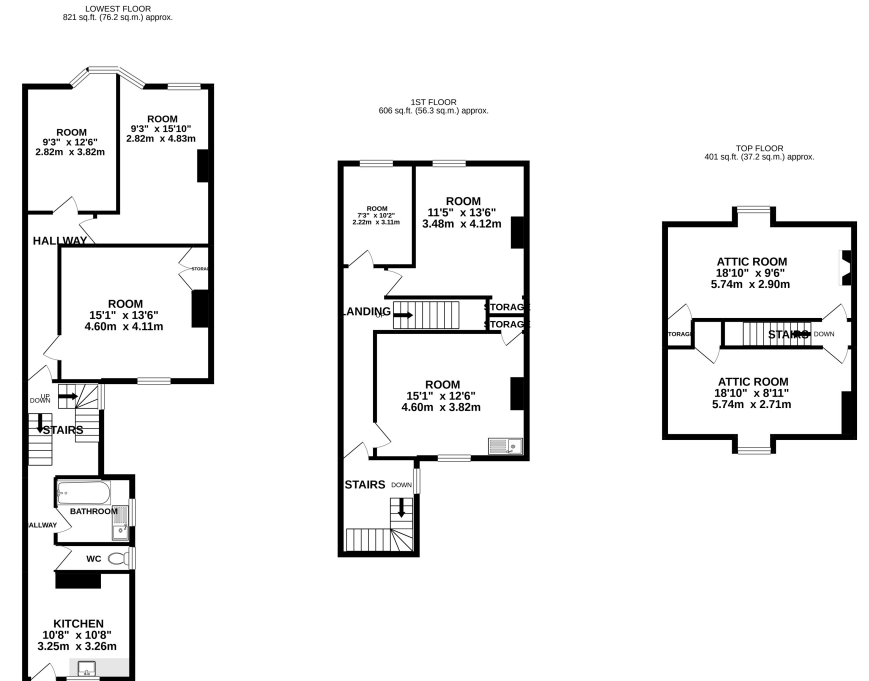 LOWEST FLOOR
821 sq.ft. (76.2 sq.m.) approx.
ROOM
9'3" x 12'6"
2.82m x 3.82m
ROOM
9'3" x 15'10"
2.82m x 4.83m
HALLWAY
STORAGE
ROOM
15'1" x 13'6"
4.60m x 4.11m
UP
DOWN
STAIRS
BATHROOM
HALLWAY
WC
KITCHEN
10'8" x 10'8"
3.25m x 3.26m
1ST FLOOR
606 sq.ft. (56.3 sq.m.) approx.
ROOM
7'3" x 10'2"
2.22m x 3.11m
ROOM
11'5" x 13'6"
3.48m x 4.12m
LANDING
UP
STORAGE
STORAGE
ROOM
15'1" x 12'6"
4.60m x 3.82m
STAIRS
DOWN
TOP FLOOR
401 sq.ft. (37.2 sq.m.) approx.
ATTIC ROOM
18'10" x 9'6"
5.74m x 2.90m
STORAGE
STAIRS
DOWN
ATTIC ROOM
18'10" x 8'11"
5.74m x 2.71m